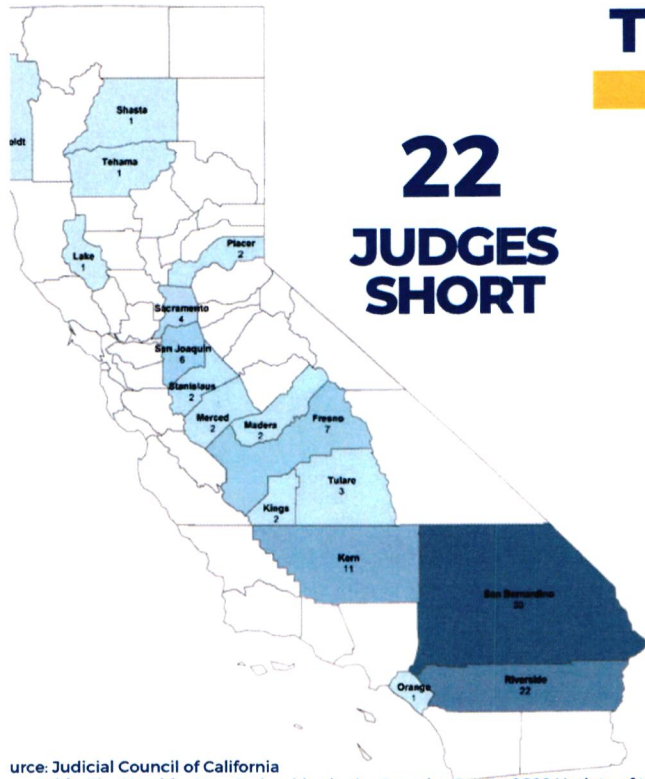 T
22
JUDGES
SHORT
oldt
Shasta
1
Tehama
1
Lake
1
Placer
2
Sacramento
4
San Joaquin
6
Stanislaus
2
Merced
2
Madera
2
Fresno
7
Tulare
3
Kings
2
Kern
11
San Bernardino
30
Orange
1
Riverside
22
urce: Judicial Council of California